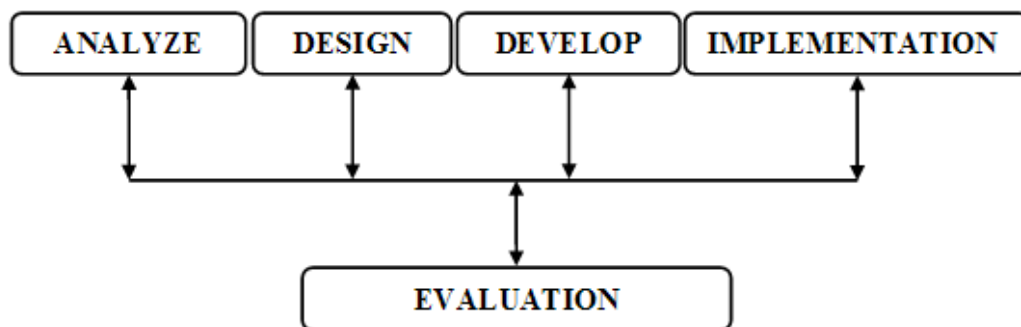 ANALYZE
DESIGN
DEVELOP
IMPLEMENTATION
EVALUATION